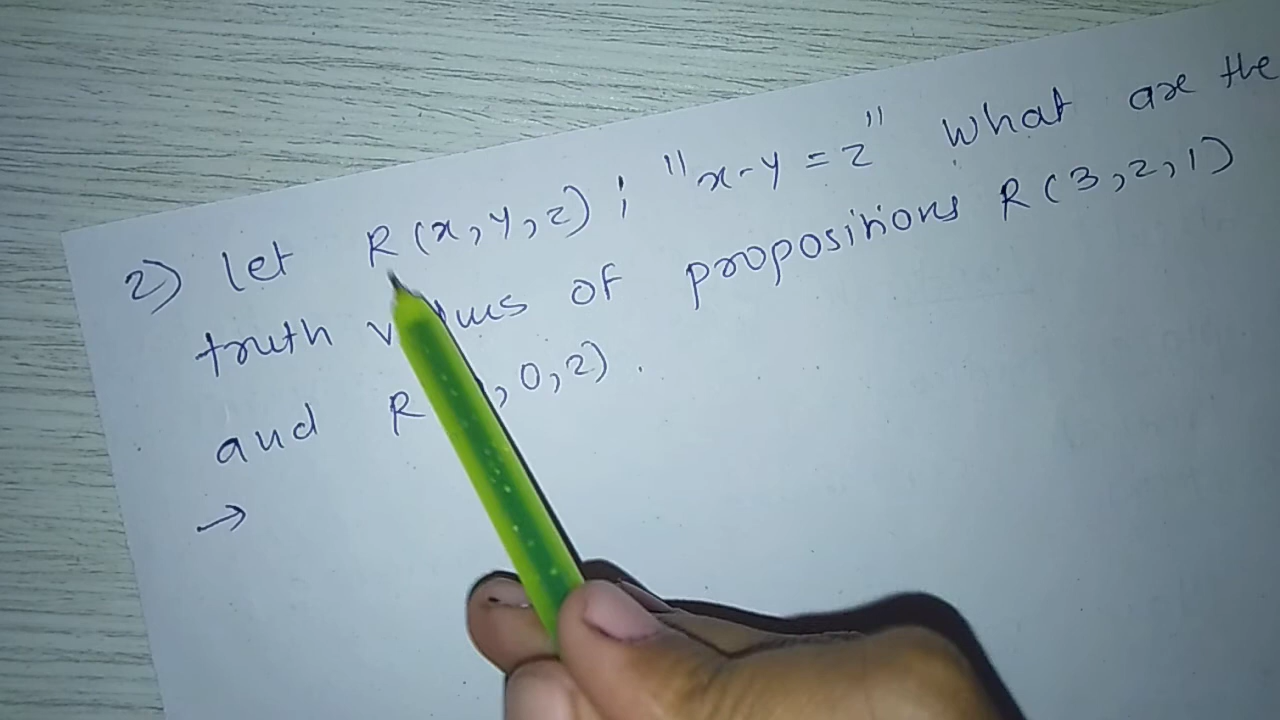 2) let R(x,y,z) ; "x-y = z" what are the
truth of propositions R(3,2,1)
and R ,0,2).
→